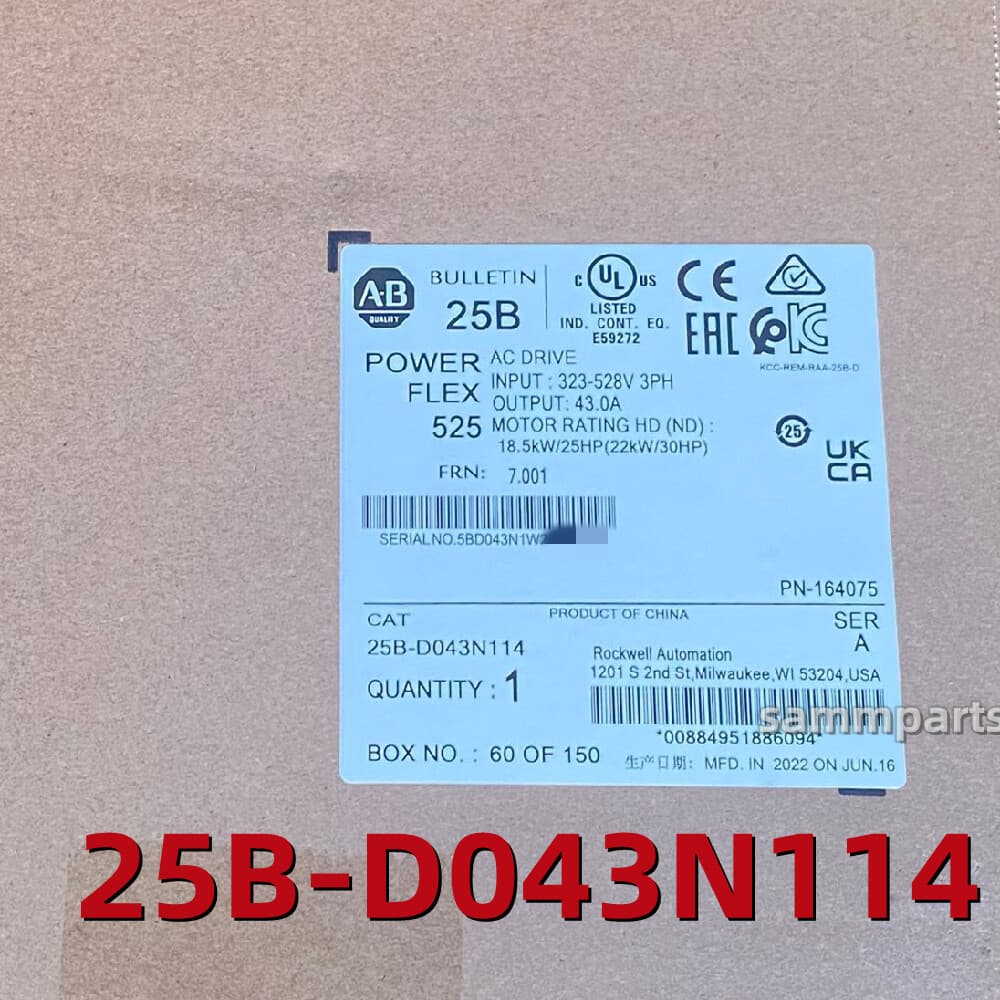 A-B
QUALITY
BULLETIN
25B
C UL US
LISTED
IND. CONT. EQ.
E59272
CE
EAC
KC
KCC-REM-RAA-25B-D
POWER
FLEX
525
AC DRIVE
INPUT : 323-528V 3PH
OUTPUT: 43.0A
MOTOR RATING HD (ND) :
18.5kW/25HP(22kW/30HP)
25
UK
CA
FRN: 7.001
SERIAL NO.5BD043N1W
PN-164075
CAT
25B-D043N114
PRODUCT OF CHINA
SER
A
Rockwell Automation
1201 S 2nd St,Milwaukee,WI 53204,USA
QUANTITY : 1
*00884951886094*
sammparts
BOX NO. : 60 OF 150
生产日期: MFD. IN 2022 ON JUN.16
25B-D043N114